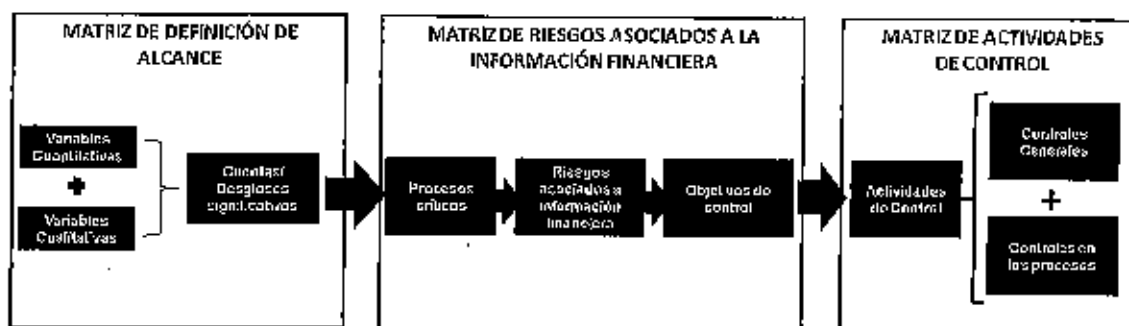 MATRIZ DE DEFINICIÓN DE
ALCANCE
Variables
Cuantitativas
+
Variables
Cualitativas
Cuentas/
Desgloses
significativos
MATRIZ DE RIESGOS ASOCIADOS A LA
INFORMACIÓN FINANCIERA
Procesos
críticos
Riesgos
asociados a
información
financiera
Objetivos de
control
MATRIZ DE ACTIVIDADES
DE CONTROL
Actividades
de Control
Controles
Generales
+
Controles en
los procesos